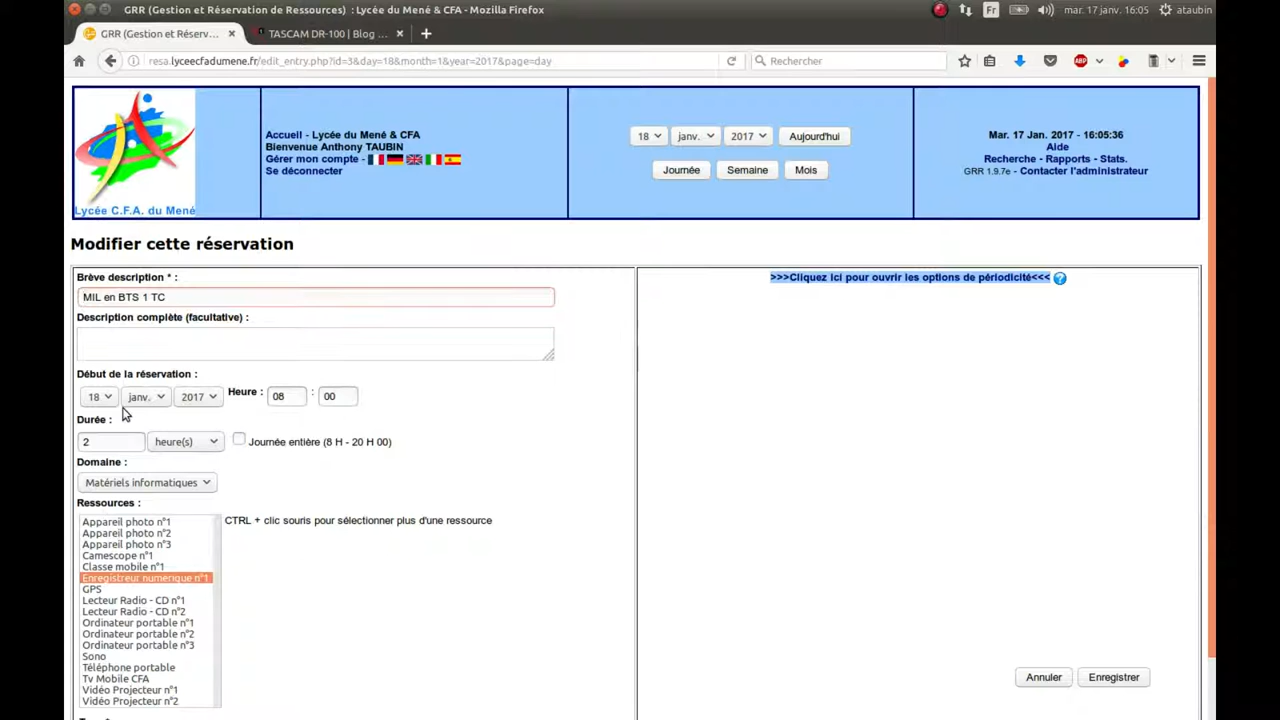 GRR (Gestion et Réservation de Ressources) : Lycée du Mené & CFA - Mozilla Firefox
Fr
mar. 17 janv. 16:05
ataubin
GRR (Gestion et Réserv...
TASCAM DR-100 | Blog ...
resa.lyceecfadumene.fr/edit_entry.php?id=3&day=18&month=1&year=2017&page=day
Rechercher
ABP
Lycée C.F.A. du Mené
Accueil - Lycée du Mené & CFA
Bienvenue Anthony TAUBIN
Gérer mon compte -
Se déconnecter
18 janv. 2017 Aujourd'hui
Journée Semaine Mois
Mar. 17 Jan. 2017 - 16:05:36
Aide
Recherche - Rapports - Stats.
GRR 1.9.7e - Contacter l'administrateur
Modifier cette réservation
Brève description * :
MIL en BTS 1 TC
Description complète (facultative) :
Début de la réservation :
18 janv. 2017 Heure : 08 : 00
Durée :
2 heure(s) Journée entière (8 H - 20 H 00)
Domaine :
Matériels informatiques
Ressources :
Appareil photo n°1
Appareil photo n°2
Appareil photo n°3
Camescope n°1
Classe mobile n°1
Enregistreur numérique n°1
GPS
Lecteur Radio - CD n°1
Lecteur Radio - CD n°2
Ordinateur portable n°1
Ordinateur portable n°2
Ordinateur portable n°3
Sono
Téléphone portable
Tv Mobile CFA
Vidéo Projecteur n°1
Vidéo Projecteur n°2
CTRL + clic souris pour sélectionner plus d'une ressource
>>>Cliquez ici pour ouvrir les options de périodicité<<<
Annuler Enregistrer